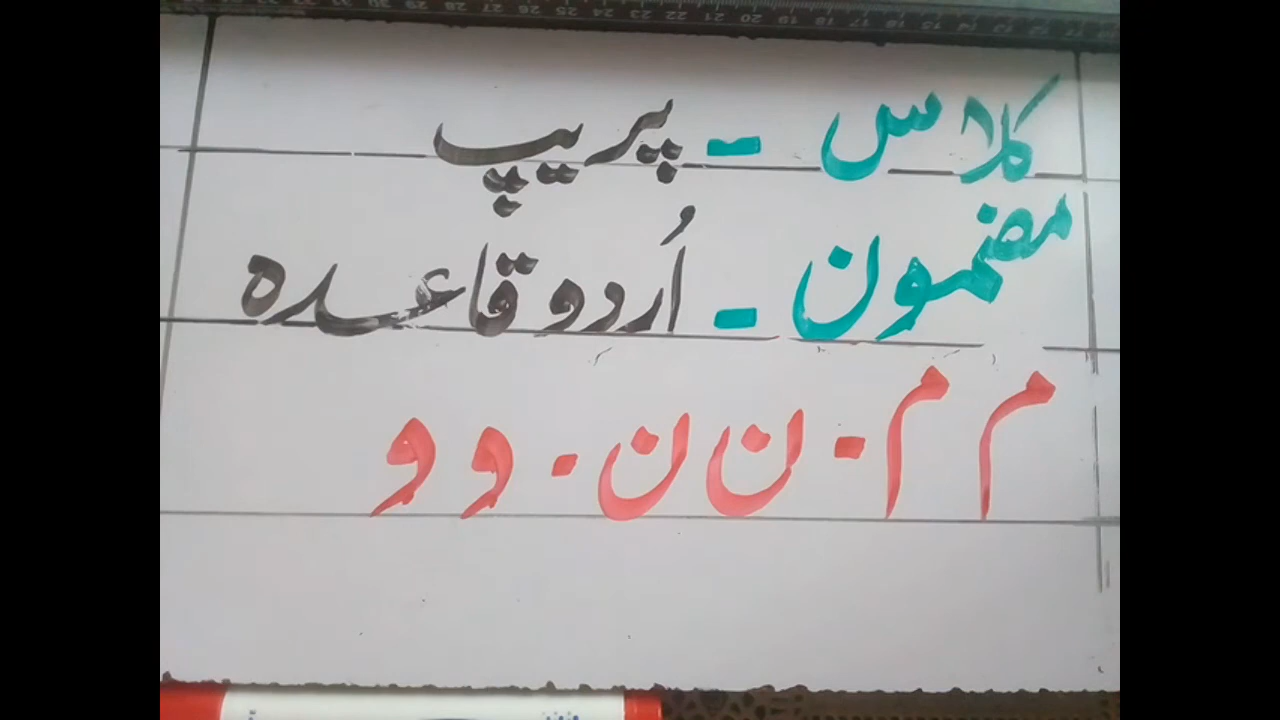 کلاس - پریپ
مضمون - اُردو قاعدہ
م م - ن ن - و و